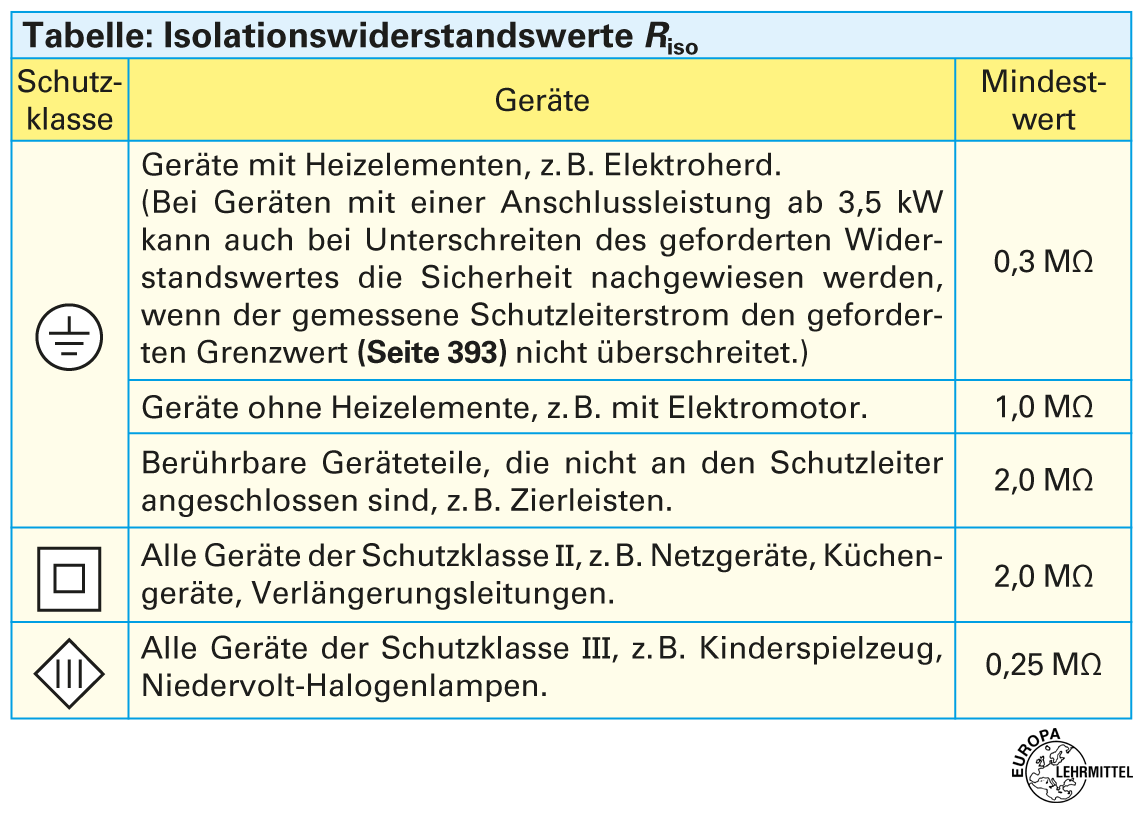 Tabelle: Isolationswiderstandswerte Riso
Schutz-
klasse
Geräte
Mindest-
wert
Geräte mit Heizelementen, z. B. Elektroherd.
(Bei Geräten mit einer Anschlussleistung ab 3,5 kW
kann auch bei Unterschreiten des geforderten Wider-
standswertes die Sicherheit nachgewiesen werden,
wenn der gemessene Schutzleiterstrom den geforder-
ten Grenzwert (Seite 393) nicht überschreitet.)
0,3 MΩ
Geräte ohne Heizelemente, z. B. mit Elektromotor.
1,0 MΩ
Berührbare Geräteteile, die nicht an den Schutzleiter
angeschlossen sind, z. B. Zierleisten.
2,0 MΩ
Alle Geräte der Schutzklasse II, z. B. Netzgeräte, Küchen-
geräte, Verlängerungsleitungen.
2,0 MΩ
III
Alle Geräte der Schutzklasse III, z. B. Kinderspielzeug,
Niedervolt-Halogenlampen.
0,25 MΩ
EUROPA
LEHRMITTEL